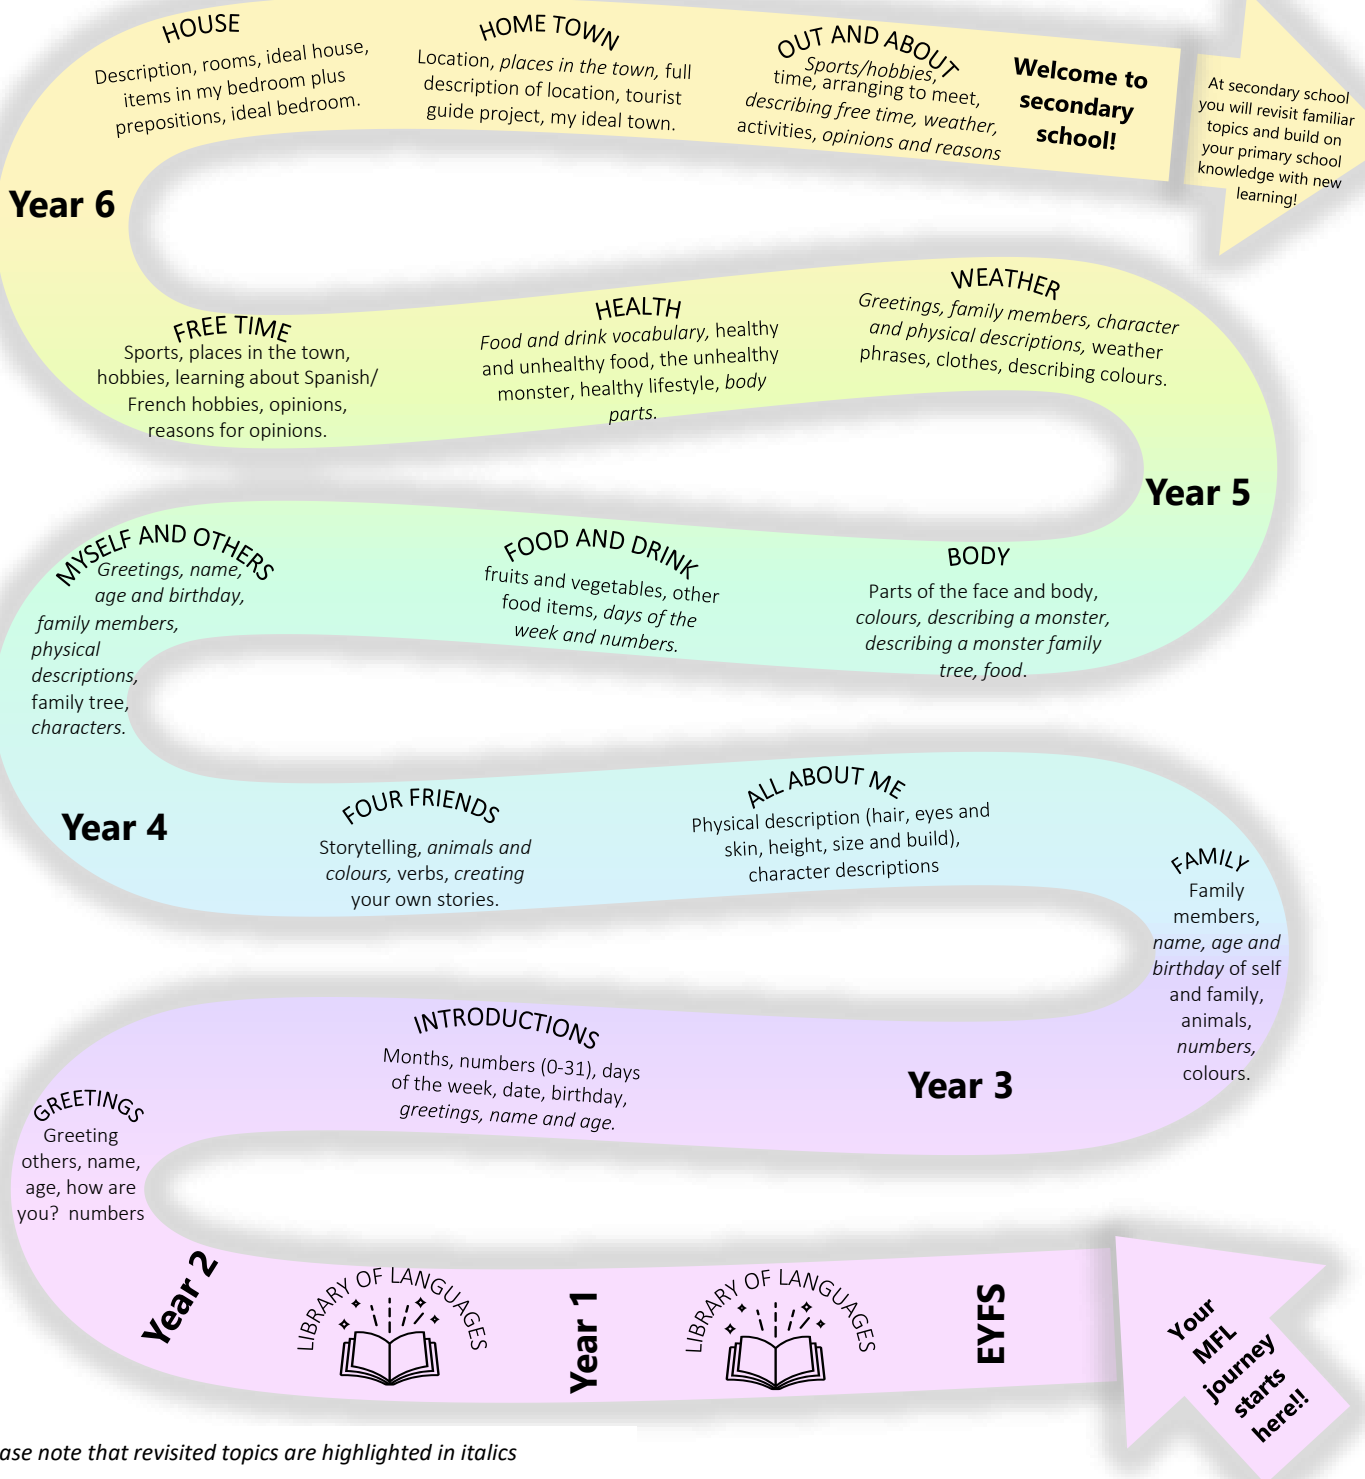 HOUSE
Description, rooms, ideal house,
items in my bedroom plus
prepositions, ideal bedroom.
HOME TOWN
Location, places in the town, full
description of location, tourist
guide project, my ideal town.
OUT AND ABOUT
Sports/hobbies,
time, arranging to meet,
describing free time, weather,
activities, opinions and reasons
Welcome to
secondary
school!
At secondary school
you will revisit familiar
topics and build on
your primary school
knowledge with new
learning!
Year 6
FREE TIME
Sports, places in the town,
hobbies, learning about Spanish/
French hobbies, opinions,
reasons for opinions.
HEALTH
Food and drink vocabulary, healthy
and unhealthy food, the unhealthy
monster, healthy lifestyle, body
parts.
WEATHER
Greetings, family members, character
and physical descriptions, weather
phrases, clothes, describing colours.
Year 5
MYSELF AND OTHERS
Greetings, name,
age and birthday,
family members,
physical
descriptions,
family tree,
characters.
FOOD AND DRINK
fruits and vegetables, other
food items, days of the
week and numbers.
BODY
Parts of the face and body,
colours, describing a monster,
describing a monster family
tree, food.
Year 4
FOUR FRIENDS
Storytelling, animals and
colours, verbs, creating
your own stories.
ALL ABOUT ME
Physical description (hair, eyes and
skin, height, size and build),
character descriptions
FAMILY
Family
members,
name, age and
birthday of self
and family,
animals,
numbers,
colours.
INTRODUCTIONS
Months, numbers (0-31), days
of the week, date, birthday,
greetings, name and age.
Year 3
GREETINGS
Greeting
others, name,
age, how are
you? numbers
Year 2
LIBRARY OF LANGUAGES
Year 1
LIBRARY OF LANGUAGES
EYFS
Your
MFL
journey
starts
here!!
ase note that revisited topics are highlighted in italics